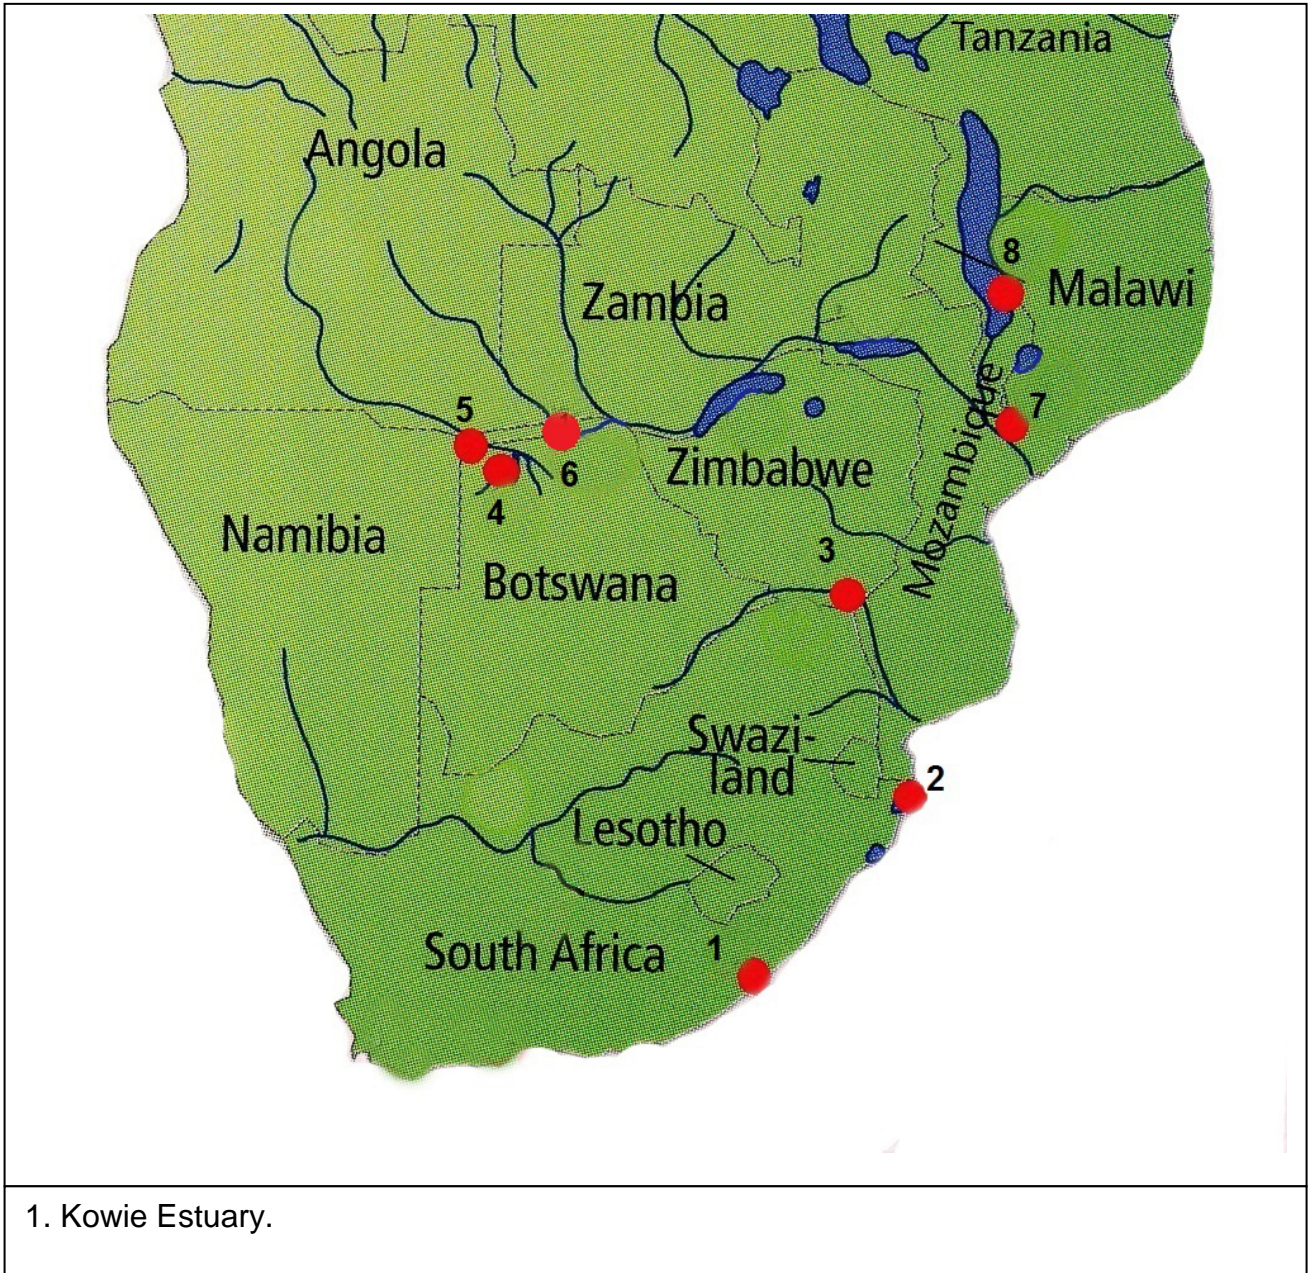 Tanzania
Angola
8
Zambia
Malawi
5
7
6
Zimbabwe
4
Namibia
3
Mozambique
Botswana
Swazi-
land
2
Lesotho
1
South Africa
1. Kowie Estuary.